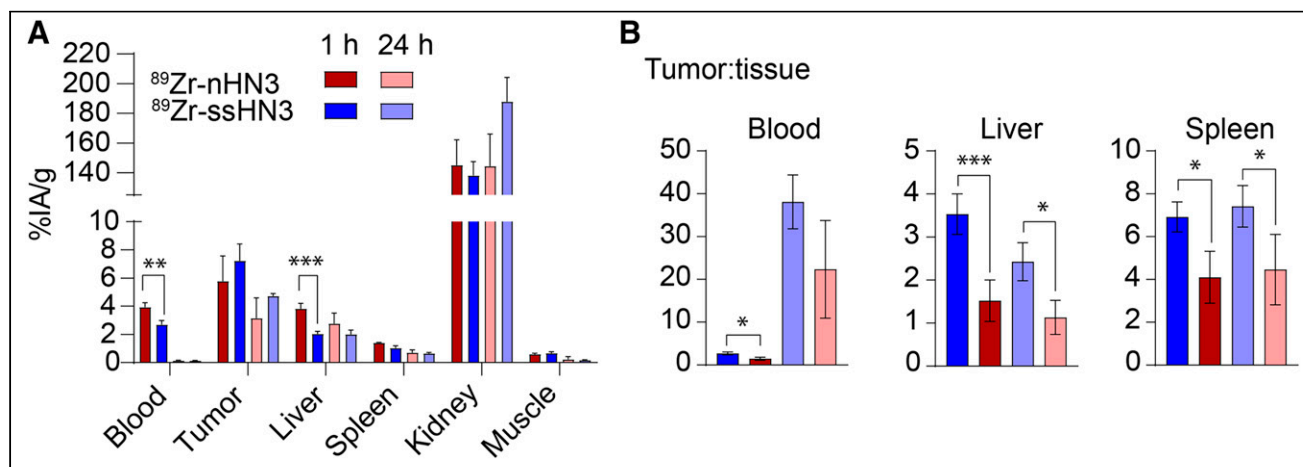 A
220
200
180
160
140
10
8
6
4
2
0
%IA/g
1 h 24 h
⁸⁹Zr-nHN3
⁸⁹Zr-ssHN3
**
***
Blood
Tumor
Liver
Spleen
Kidney
Muscle
B
Tumor:tissue
Blood
50
40
30
20
10
0
*
Liver
5
4
3
2
1
0
***
*
Spleen
10
8
6
4
2
0
*
*